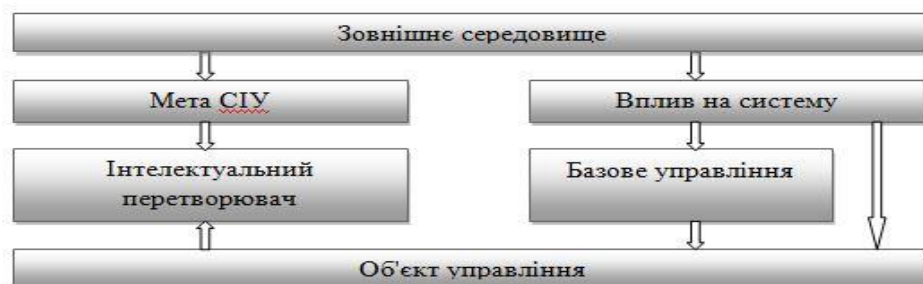 Зовнішнє середовище
Мета СІУ
Вплив на систему
Інтелектуальний
перетворювач
Базове управління
Об'єкт управління